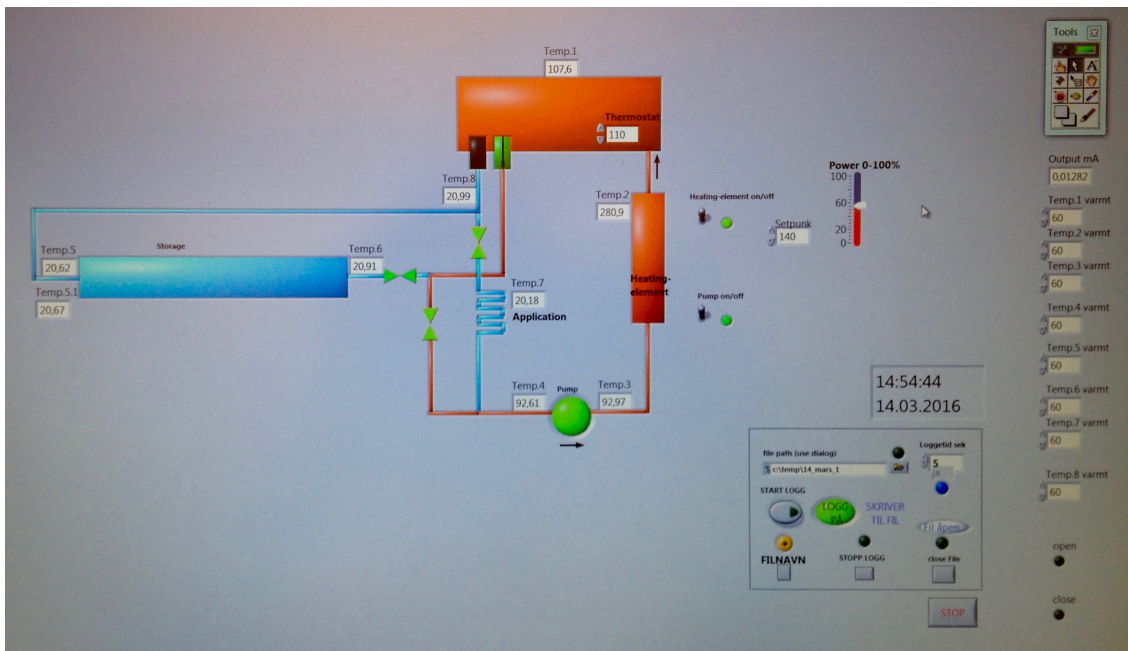 Tools
Temp.1
107,6
Thermostat
110
Temp.8
20,99
Temp.2
280,9
Heating-element on/off
Setpunk
140
Power 0-100%
100
60
20
0
Output mA
0,01282
Temp.1 varmt
60
Temp.2 varmt
60
Temp.3 varmt
60
Temp.4 varmt
60
Temp.5 varmt
60
Temp.6 varmt
60
Temp.7 varmt
60
Temp.8 varmt
60
Storage
Temp.5
20,62
Temp.6
20,91
Temp.5.1
20,67
Temp.7
20,18
Application
Heating-
element
Pump on/off
Temp.4
92,61
Pump
Temp.3
92,97
14:54:44
14.03.2016
file path (use dialog)
c:\temp\14_mars_1
Loggetid sek
5
START LOGG
LOGG
PÅ
SKRIVER
TIL FIL
Fil åpen
FILNAVN
STOPP LOGG
close File
STOP
open
close